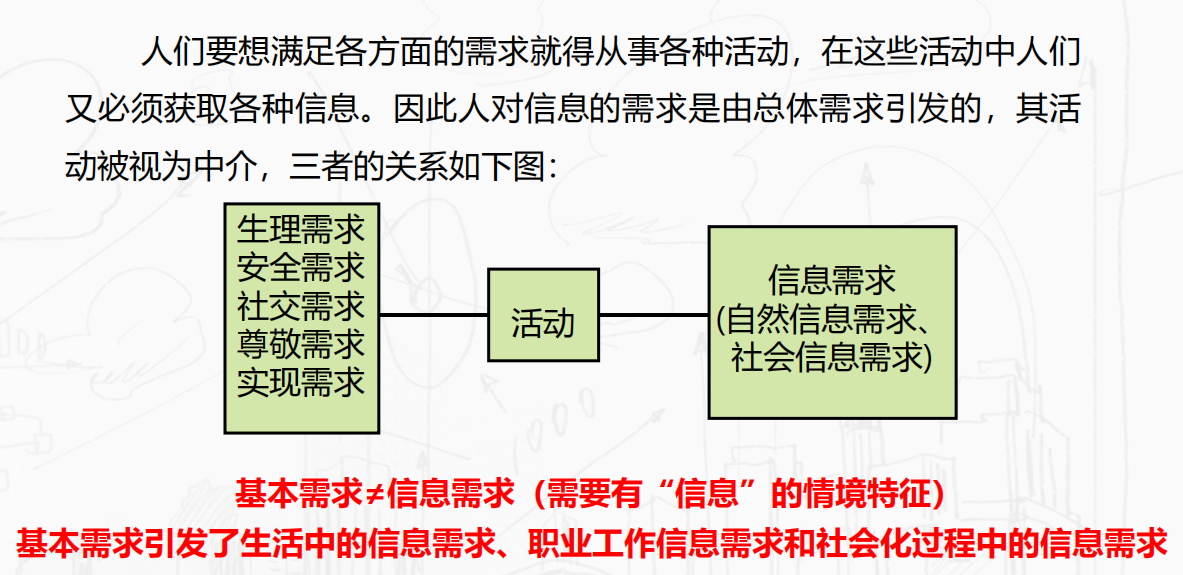 人们要想满足各方面的需求就得从事各种活动，在这些活动中人们
又必须获取各种信息。因此人对信息的需求是由总体需求引发的，其活
动被视为中介，三者的关系如下图：
生理需求
安全需求
社交需求
尊敬需求
实现需求
活动
信息需求
(自然信息需求、
社会信息需求)
基本需求≠信息需求（需要有“信息”的情境特征）
基本需求引发了生活中的信息需求、职业工作信息需求和社会化过程中的信息需求